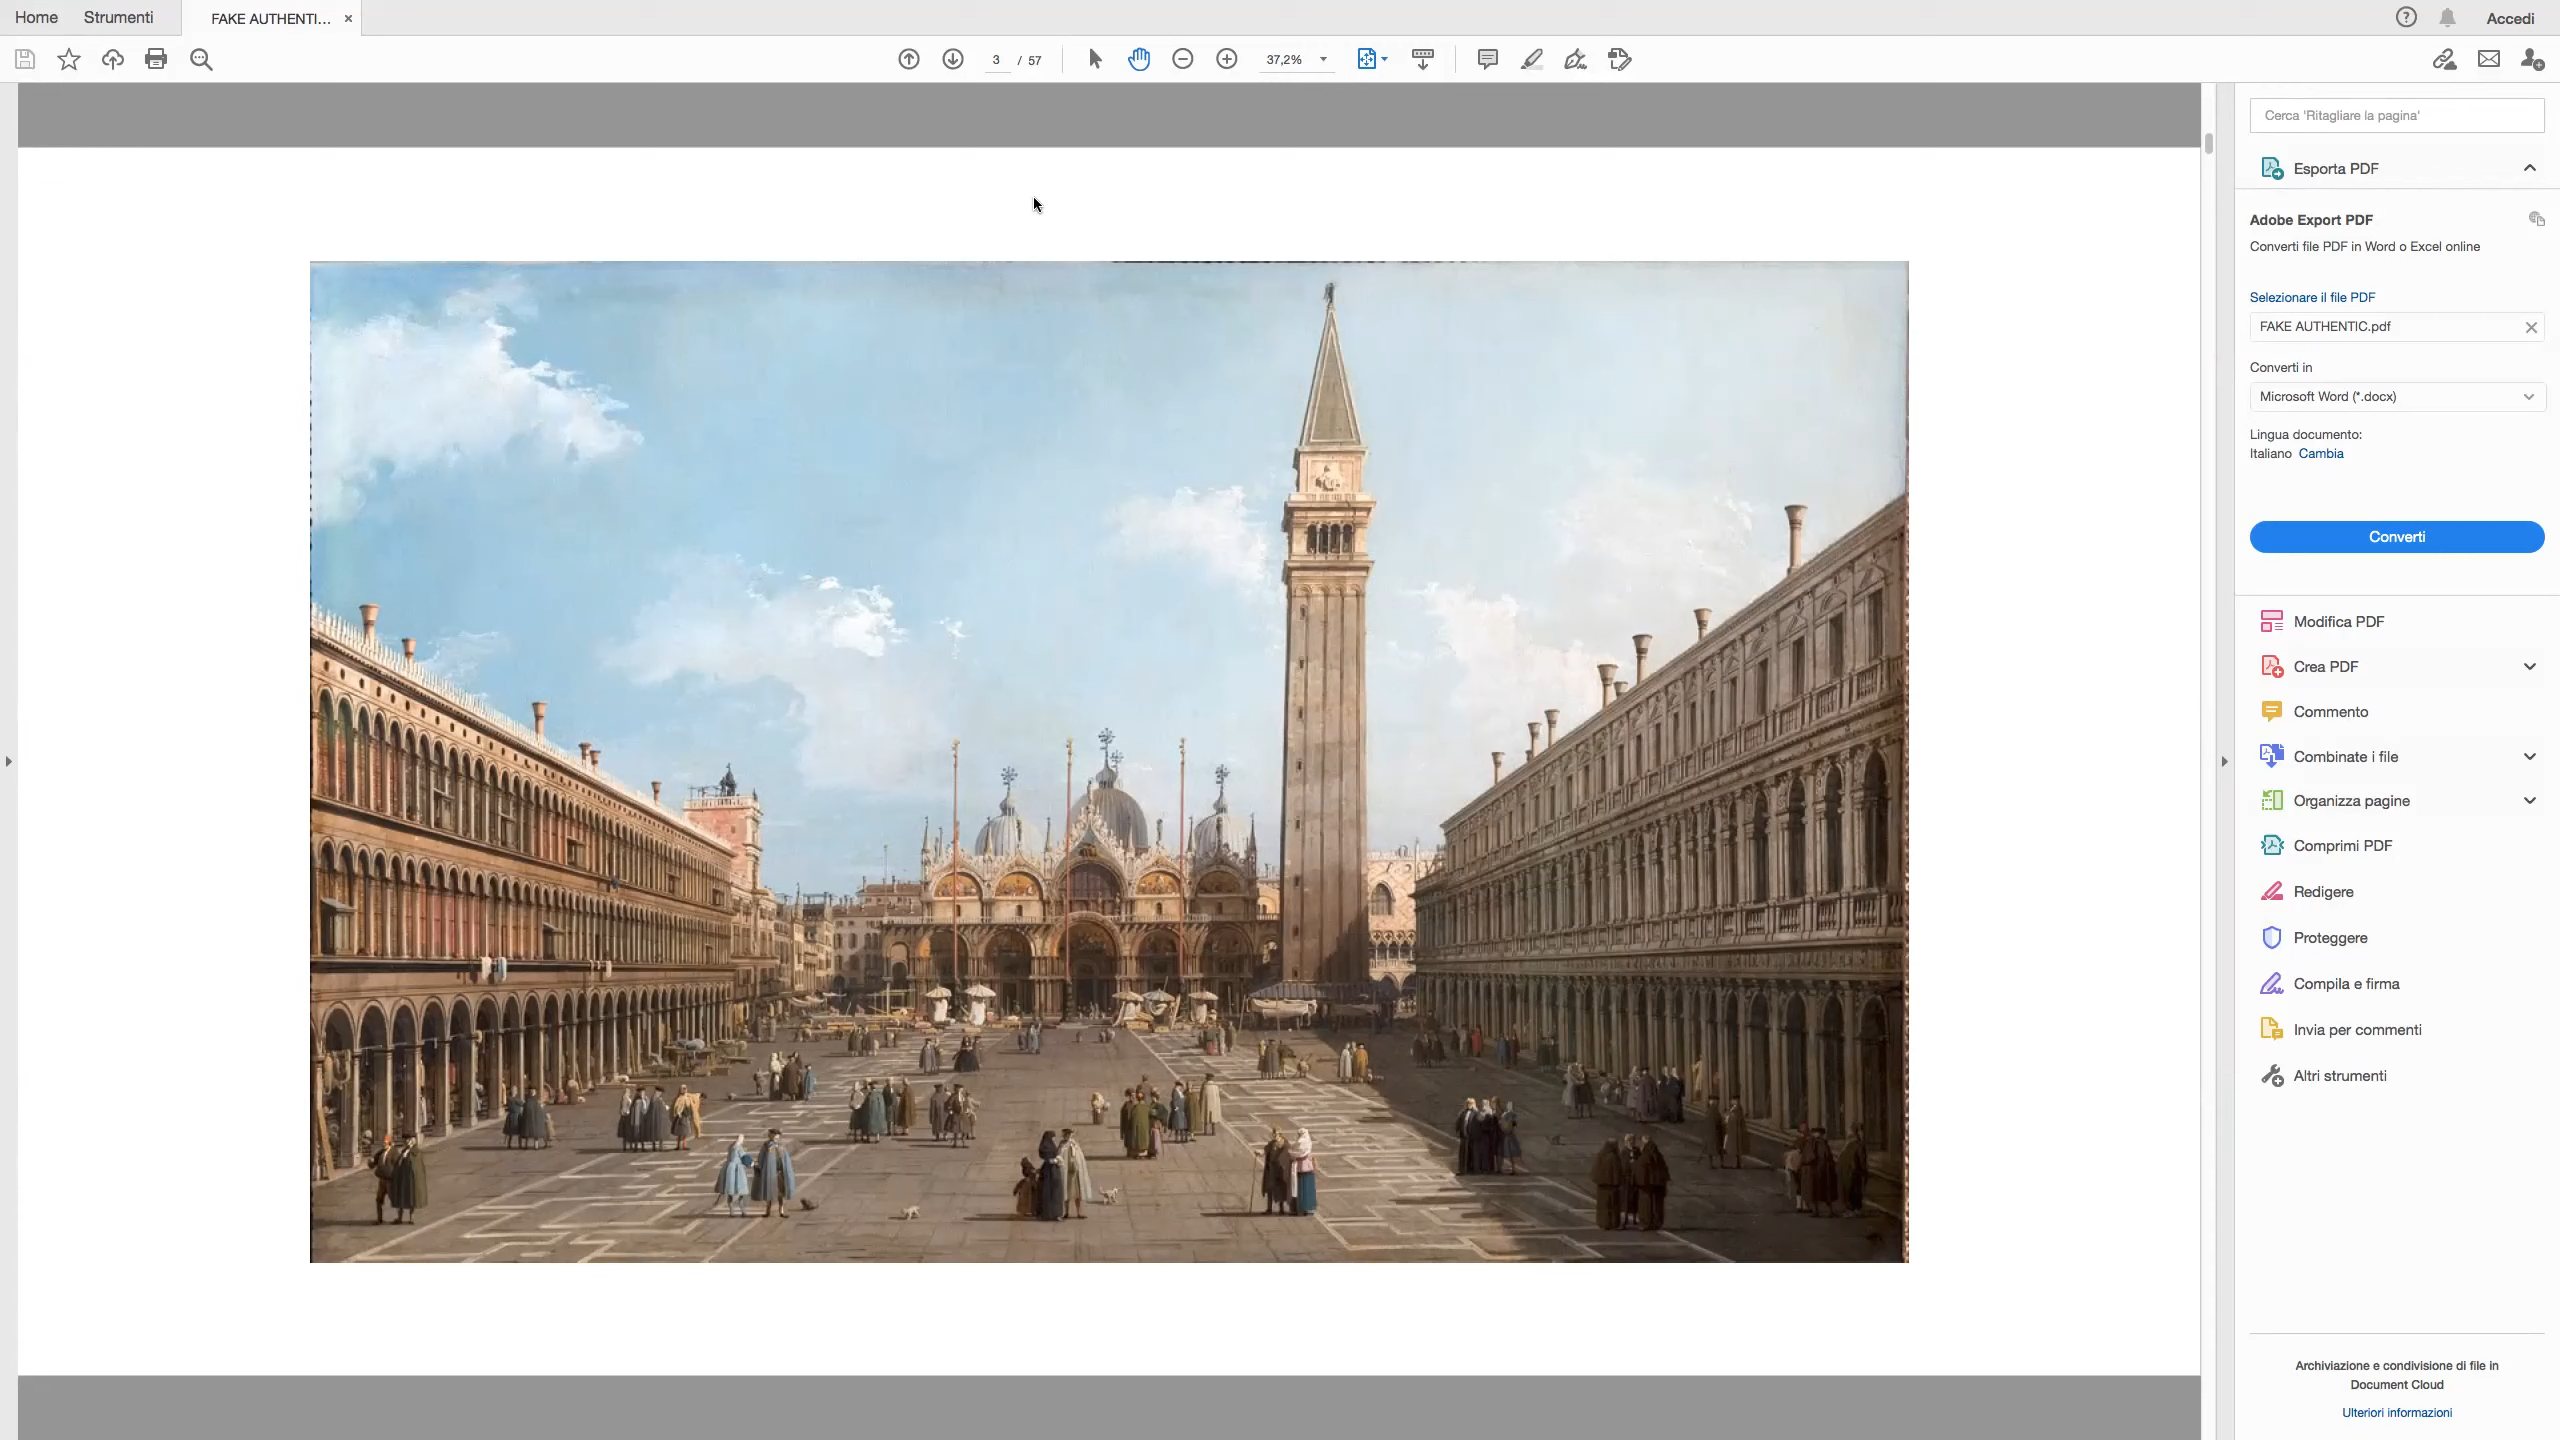 Home Strumenti FAKE AUTHENTI... × Accedi
3 / 57 37,2%
Cerca 'Ritagliare la pagina'
Esporta PDF
Adobe Export PDF
Converti file PDF in Word o Excel online
Selezionare il file PDF
FAKE AUTHENTIC.pdf
Converti in
Microsoft Word (*.docx)
Lingua documento:
Italiano Cambia
Converti
Modifica PDF
Crea PDF
Commento
Combinate i file
Organizza pagine
Comprimi PDF
Redigere
Proteggere
Compila e firma
Invia per commenti
Altri strumenti
Archiviazione e condivisione di file in
Document Cloud
Ulteriori informazioni